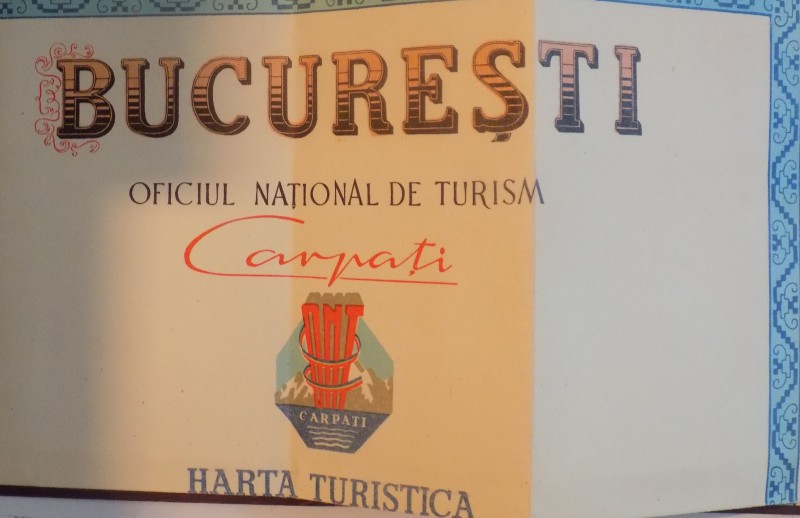 BUCUREȘTI
OFICIUL NAȚIONAL DE TURISM
Carpați
ONT
CARPATI
HARTA TURISTICA